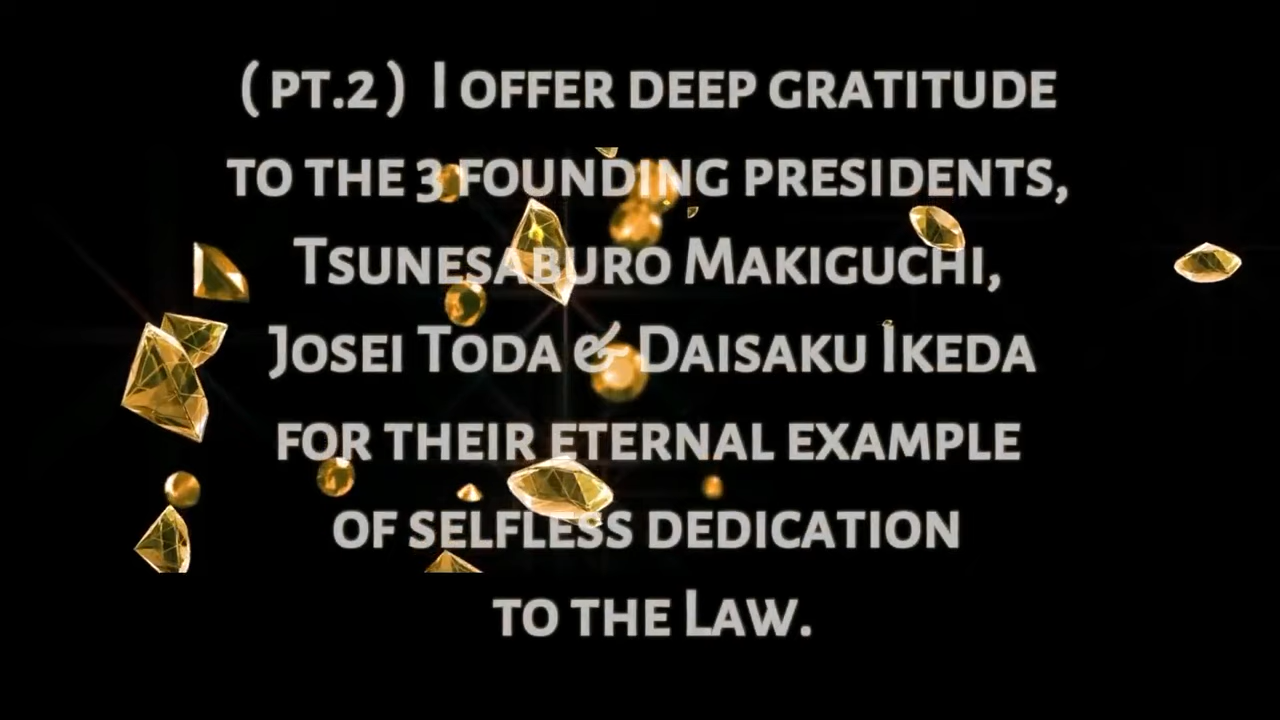 (PT.2) I OFFER DEEP GRATITUDE
TO THE 3 FOUNDING PRESIDENTS,
TSUNESABURO MAKIGUCHI,
JOSEI TODA & DAISAKU IKEDA
FOR THEIR ETERNAL EXAMPLE
OF SELFLESS DEDICATION
TO THE LAW.